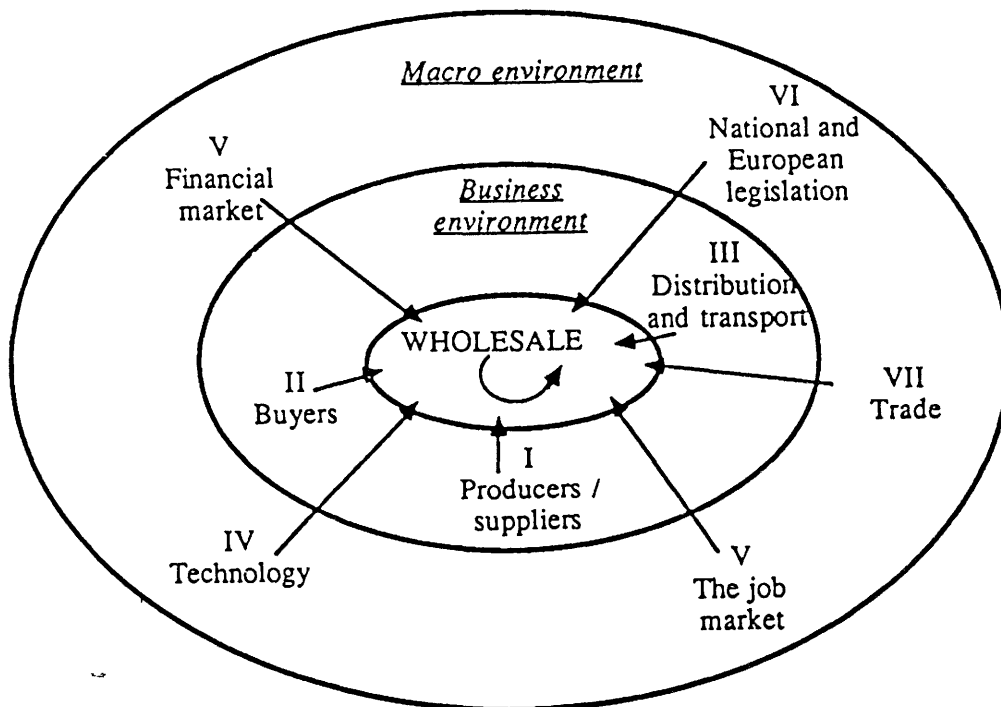 Macro environment
VI
National and
European
legislation
V
Financial
market
Business
environment
III
Distribution
and transport
WHOLESALE
II
Buyers
VII
Trade
I
Producers /
suppliers
IV
Technology
V
The job
market